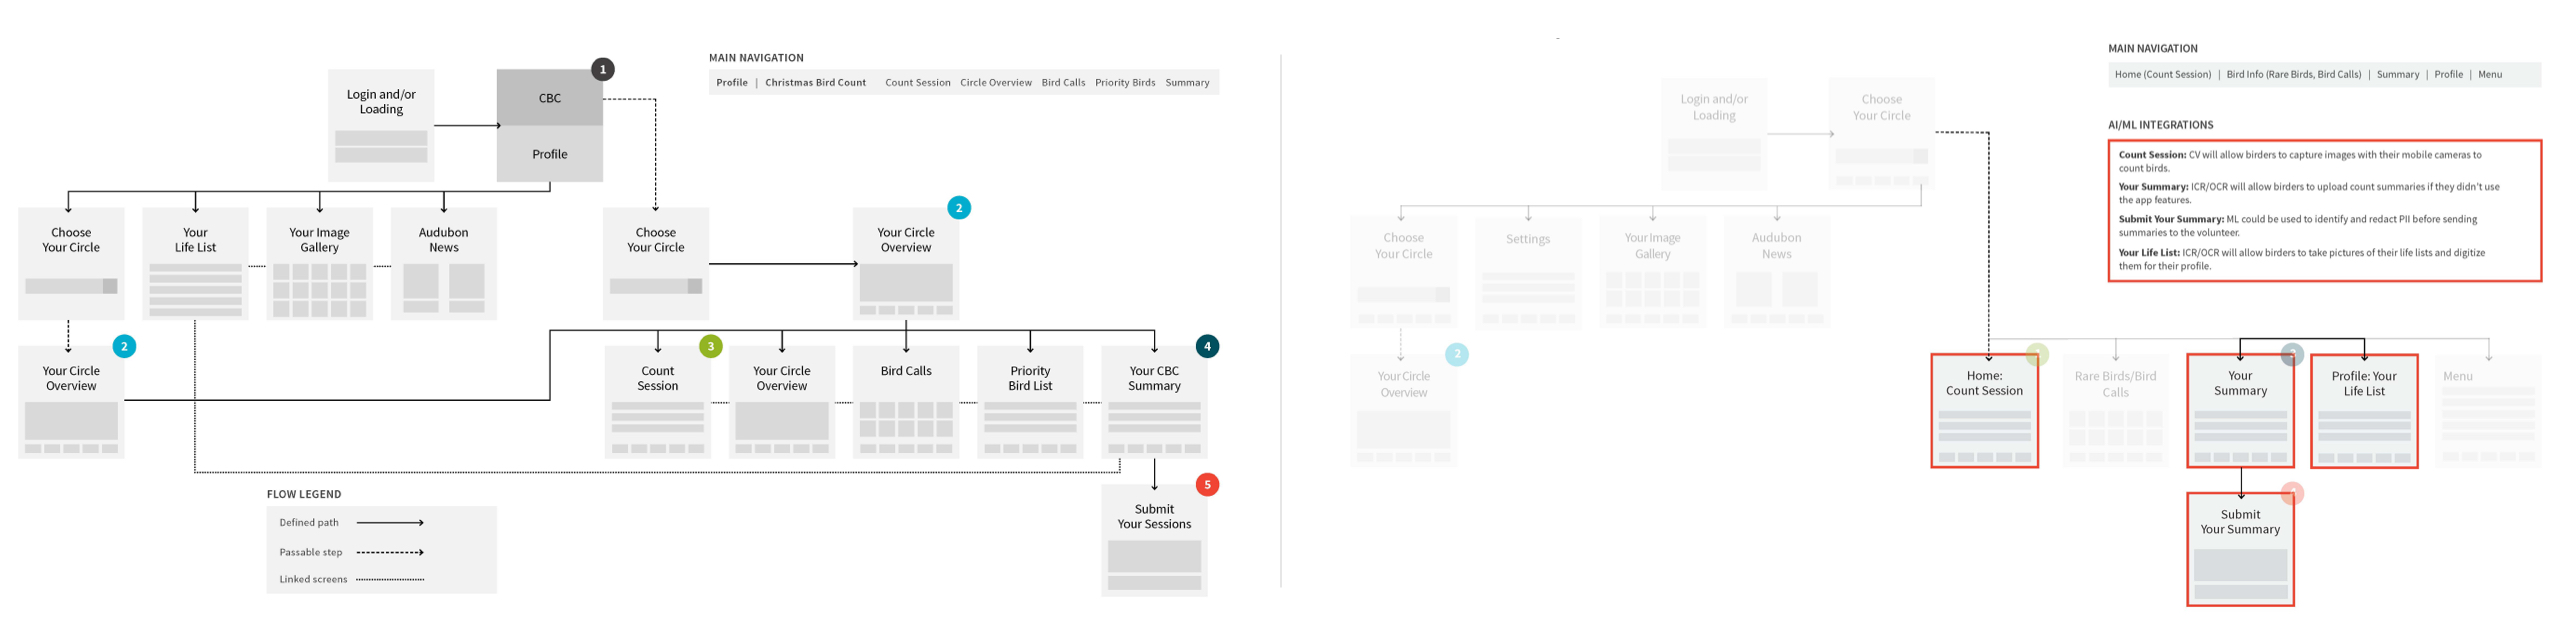 1
CBC
Login and/or
Loading
Profile
MAIN NAVIGATION
Profile | Christmas Bird Count Count Session Circle Overview Bird Calls Priority Birds Summary
Choose
Your Circle
Your
Life List
Your Image
Gallery
Audubon
News
Choose
Your Circle
2
Your Circle
Overview
2
Your Circle
Overview
3
Count
Session
Your Circle
Overview
Bird Calls
Priority
Bird List
4
Your CBC
Summary
5
Submit
Your Sessions
FLOW LEGEND
Defined path
Passable step
Linked screens
MAIN NAVIGATION
Home (Count Session) | Bird Info (Rare Birds, Bird Calls) | Summary | Profile | Menu
AI/ML INTEGRATIONS
Count Session: CV will allow birders to capture images with their mobile cameras to
count birds.
Your Summary: ICR/OCR will allow birders to upload count summaries if they didn't use
the app features.
Submit Your Summary: ML could be used to identify and redact PII before sending
summaries to the volunteer.
Your Life List: ICR/OCR will allow birders to take pictures of their life lists and digitize
them for their profile.
Login and/or
Loading
Choose
Your Circle
Choose
Your Circle
Settings
Your Image
Gallery
Audubon
News
2
Your Circle
Overview
Home:
Count Session
Rare Birds/Bird
Calls
Your
Summary
Profile: Your
Life List
Menu
Submit
Your Summary